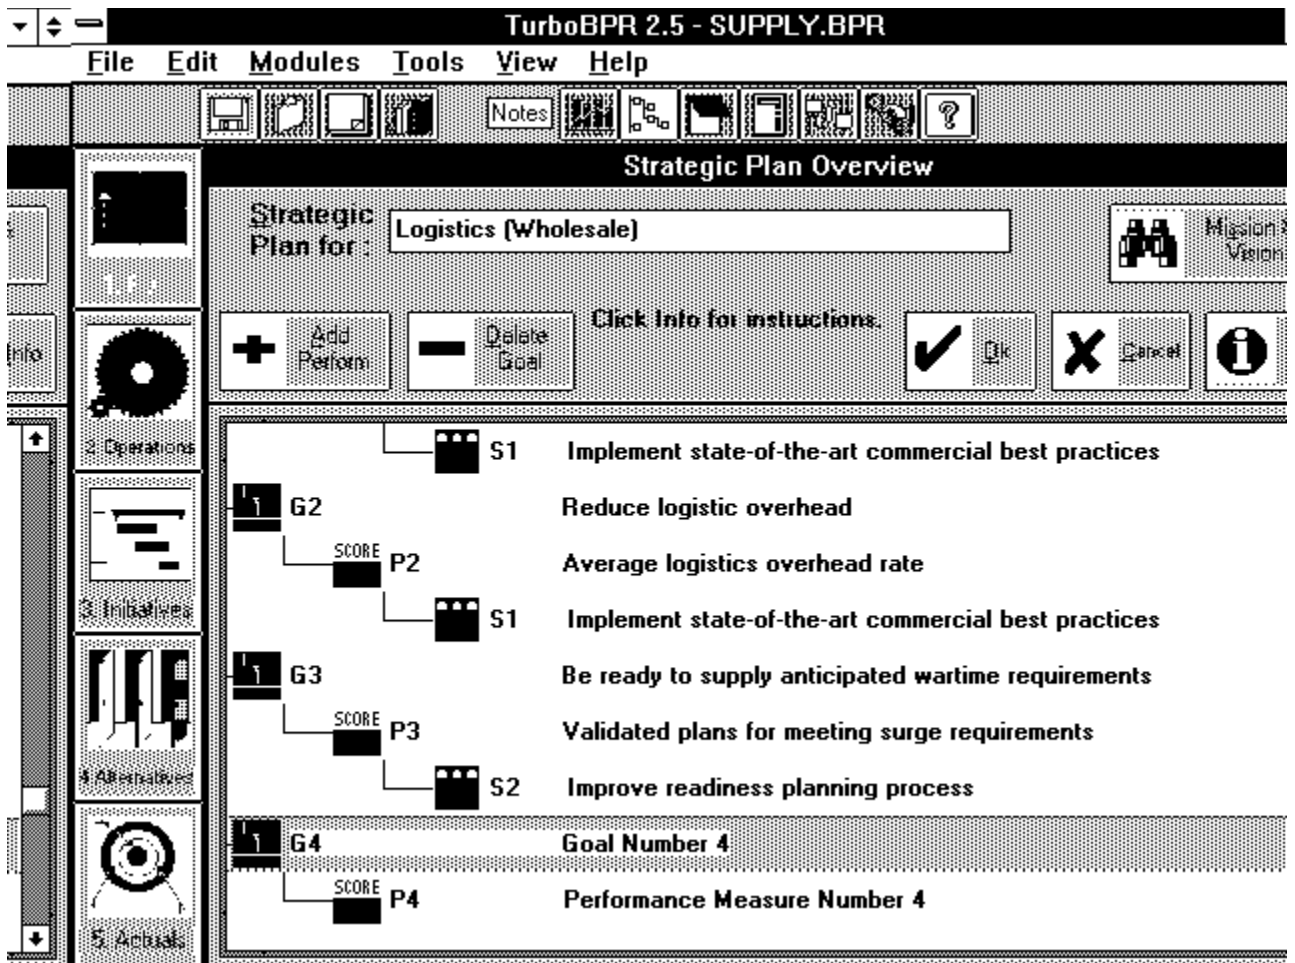 TurboBPR 2.5 - SUPPLY.BPR
File Edit Modules Tools View Help
Notes ?
Strategic Plan Overview
Strategic
Plan for :
Logistics (Wholesale)
Mission &
Vision
Add
Perform
Delete
Goal
Click Info for instructions.
Ok
Cancel
Info
2. Operations
3. Initiatives
4 Alternatives
5. Actuals
S1 Implement state-of-the-art commercial best practices
G2 Reduce logistic overhead
SCORE P2 Average logistics overhead rate
S1 Implement state-of-the-art commercial best practices
G3 Be ready to supply anticipated wartime requirements
SCORE P3 Validated plans for meeting surge requirements
S2 Improve readiness planning process
G4 Goal Number 4
SCORE P4 Performance Measure Number 4